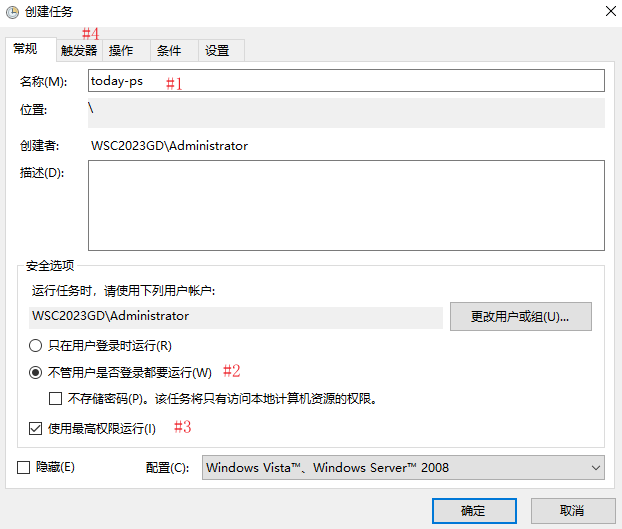 创建任务
#4
常规 触发器 操作 条件 设置
名称(M): today-ps #1
位置: \
创建者: WSC2023GD\Administrator
描述(D):
安全选项
运行任务时，请使用下列用户帐户:
WSC2023GD\Administrator 更改用户或组(U)...
只在用户登录时运行(R)
不管用户是否登录都要运行(W) #2
不存储密码(P)。该任务将只有访问本地计算机资源的权限。
使用最高权限运行(I) #3
隐藏(E) 配置(C): Windows Vista™、Windows Server™ 2008
确定 取消